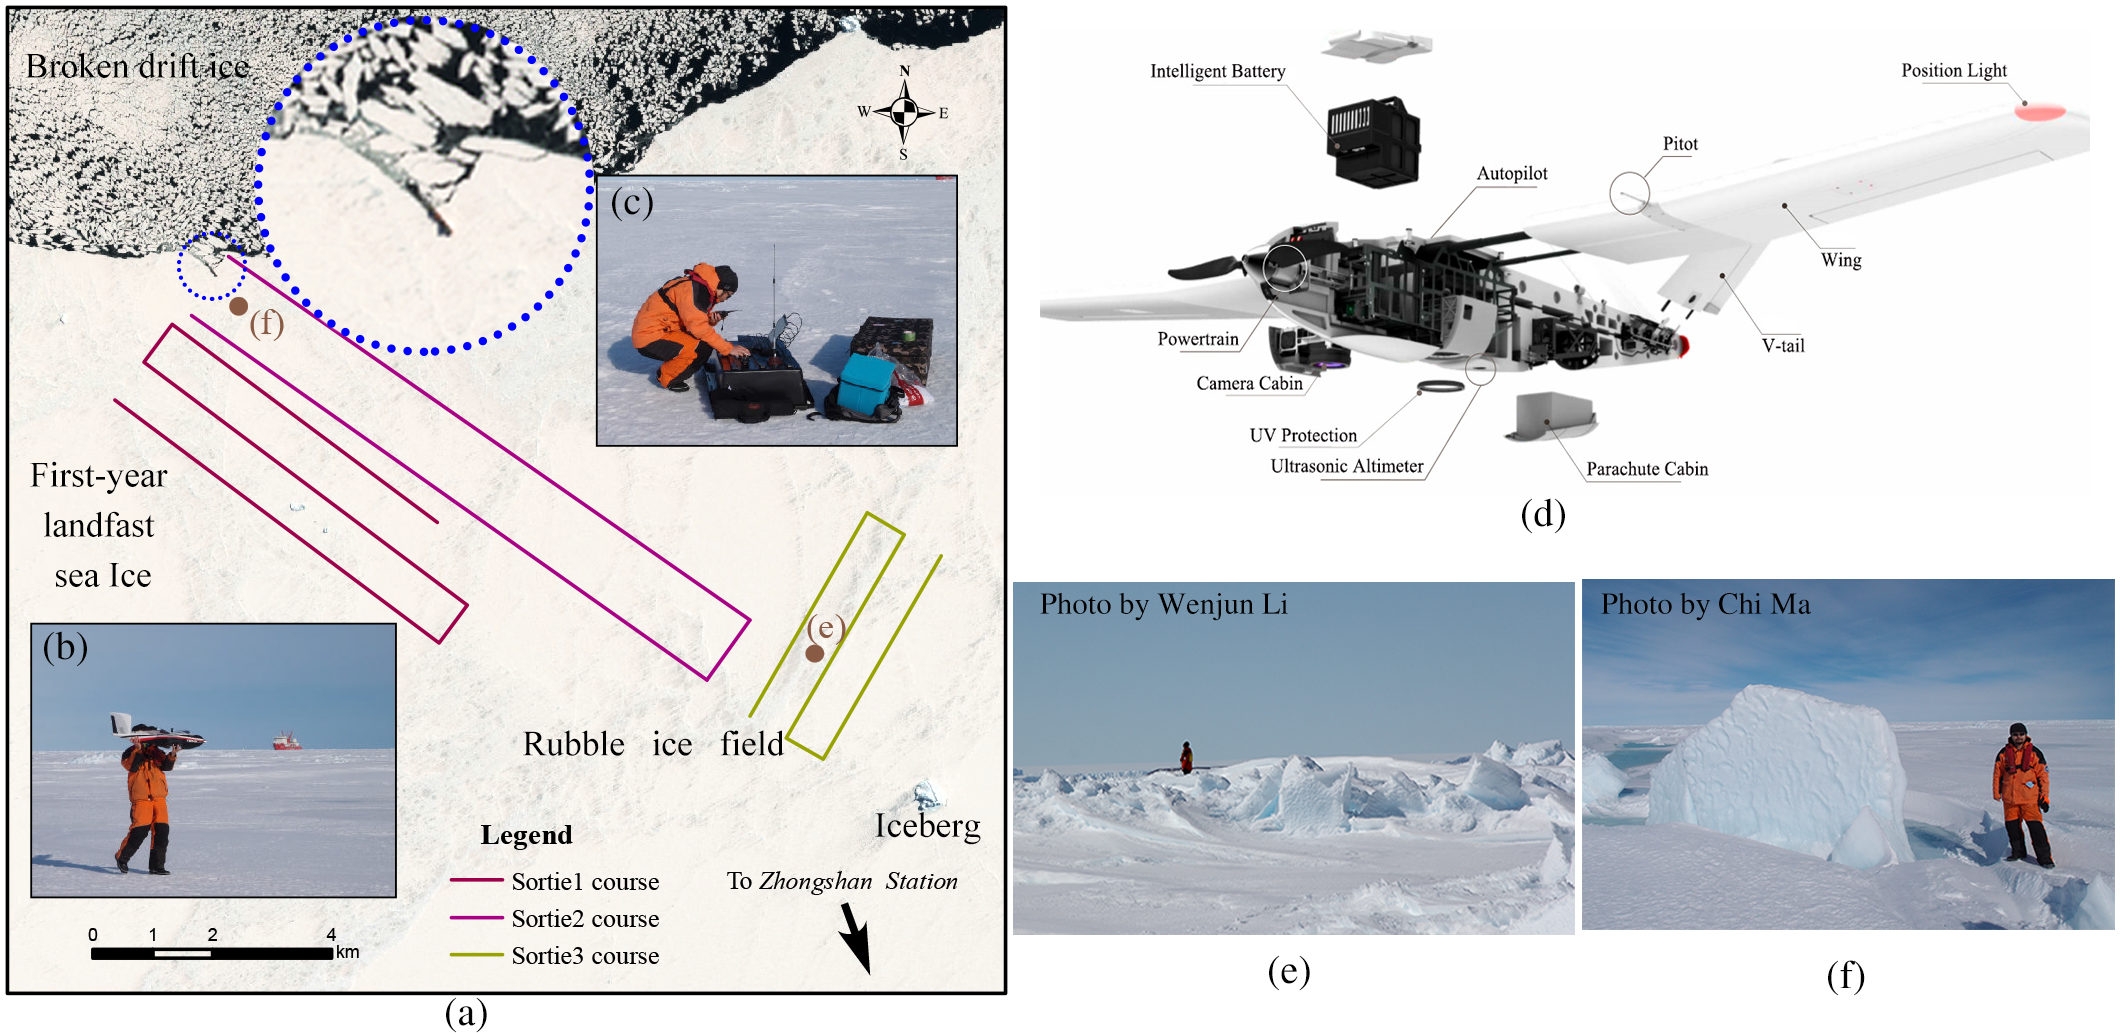 Broken drift ice
N
W
E
S
(c)
(f)
First-year
landfast
sea Ice
(e)
(b)
Rubble ice field
Iceberg
Legend
Sortie1 course
Sortie2 course
Sortie3 course
To Zhongshan Station
0
1
2
4
km
(a)
Intelligent Battery
Position Light
Pitot
Autopilot
Wing
Powertrain
V-tail
Camera Cabin
UV Protection
Ultrasonic Altimeter
Parachute Cabin
(d)
Photo by Wenjun Li
(e)
Photo by Chi Ma
(f)